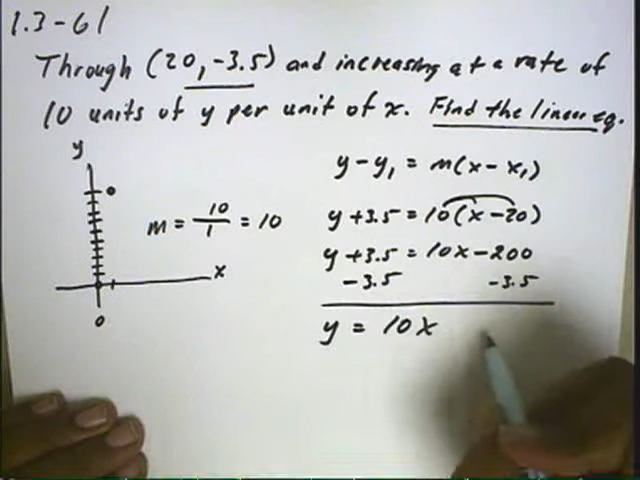 1.3-61
Through (20, -3.5) and increasing at a rate of
10 units of y per unit of x. Find the linear eq.
y
x
0
m = 10/1 = 10
y - y₁ = m(x - x₁)
y + 3.5 = 10(x - 20)
y + 3.5 = 10x - 200
-3.5 -3.5
y = 10x